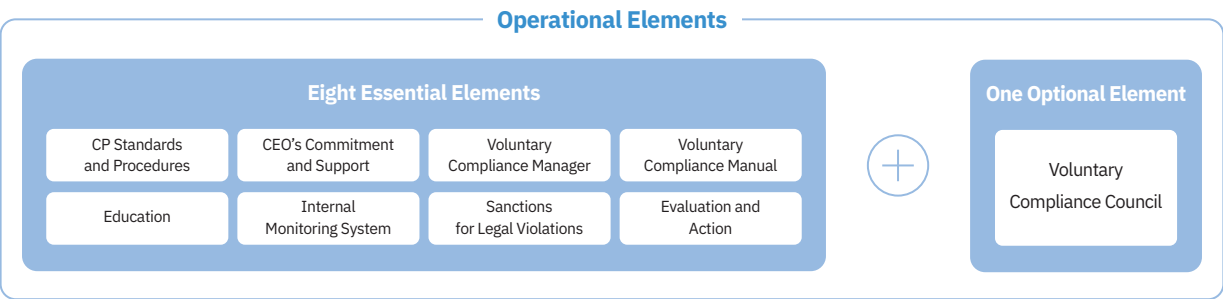 Operational Elements
Eight Essential Elements
CP Standards
and Procedures
CEO's Commitment
and Support
Voluntary
Compliance Manager
Voluntary
Compliance Manual
Education
Internal
Monitoring System
Sanctions
for Legal Violations
Evaluation and
Action
One Optional Element
Voluntary
Compliance Council